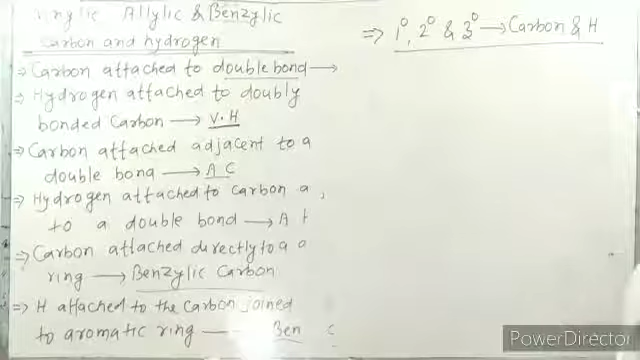 Vinylic Allylic & Benzylic
carbon and hydrogen
⇒ Carbon attached to double bond →
⇒ Hydrogen attached to doubly
bonded Carbon → V.H
⇒ Carbon attached adjacent to a
double bond → A C
⇒ Hydrogen attached to carbon a
to a double bond → A
⇒ Carbon attached directly to a a
ring → Benzylic Carbon
⇒ H attached to the Carbon joined
to aromatic ring — Ben C
⇒ 1°, 2° & 3° → Carbon & H
PowerDirector